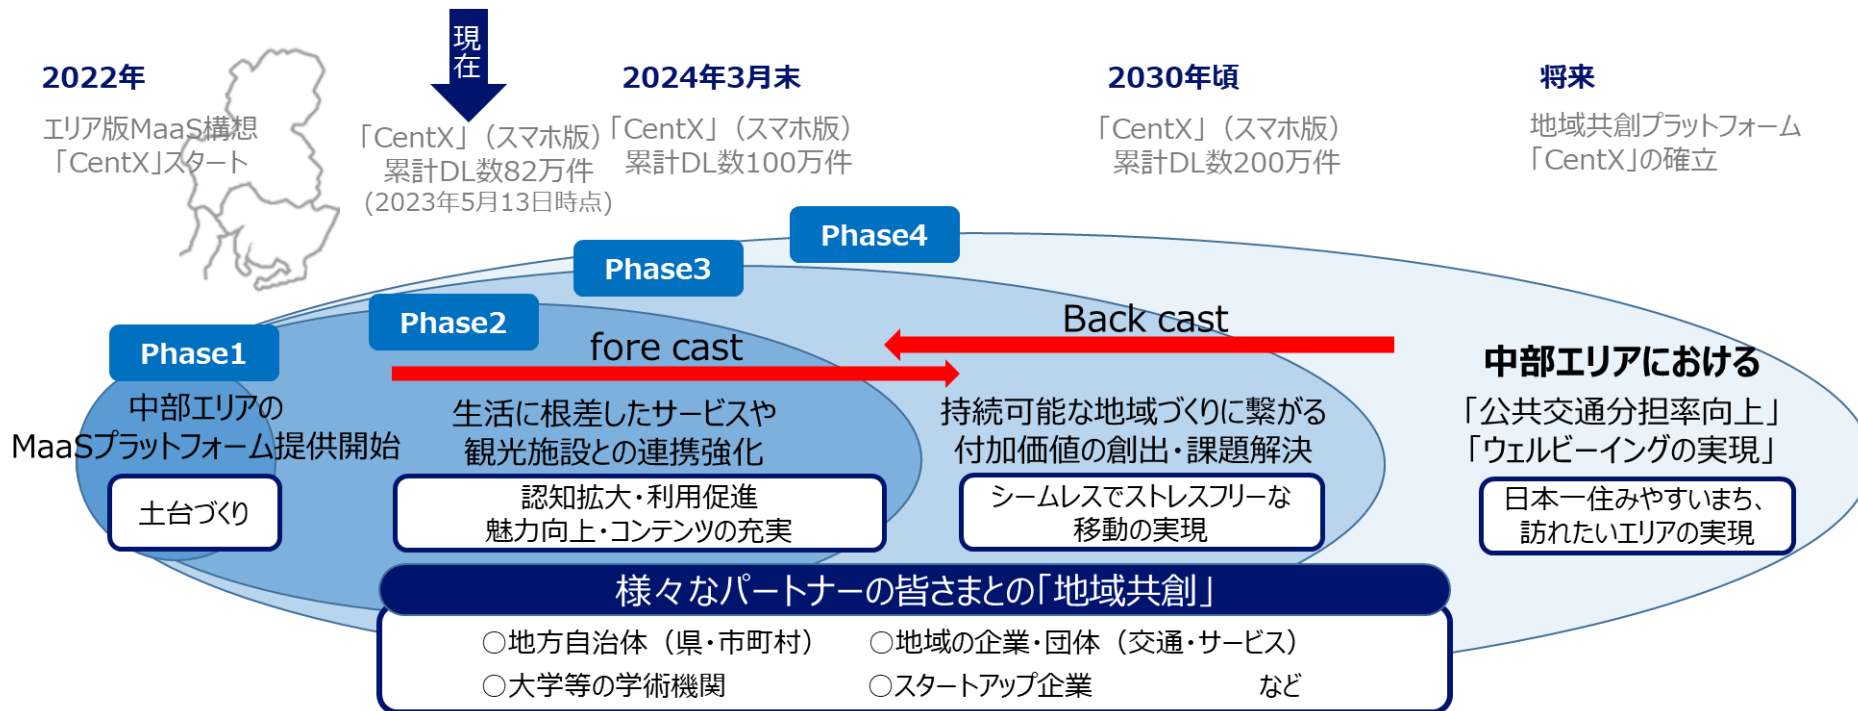 現在
2022年
エリア版MaaS構想
「CentX」スタート
「CentX」（スマホ版）
累計DL数82万件
(2023年5月13日時点)
2024年3月末
「CentX」（スマホ版）
累計DL数100万件
2030年頃
「CentX」（スマホ版）
累計DL数200万件
将来
地域共創プラットフォーム
「CentX」の確立
Phase1
中部エリアの
MaaSプラットフォーム提供開始
土台づくり
Phase2
fore cast
生活に根差したサービスや
観光施設との連携強化
認知拡大・利用促進
魅力向上・コンテンツの充実
Phase3
Back cast
持続可能な地域づくりに繋がる
付加価値の創出・課題解決
シームレスでストレスフリーな
移動の実現
Phase4
中部エリアにおける
「公共交通分担率向上」
「ウェルビーイングの実現」
日本一住みやすいまち、
訪れたいエリアの実現
様々なパートナーの皆さまとの「地域共創」
○地方自治体（県・市町村） ○地域の企業・団体（交通・サービス）
○大学等の学術機関 ○スタートアップ企業 など